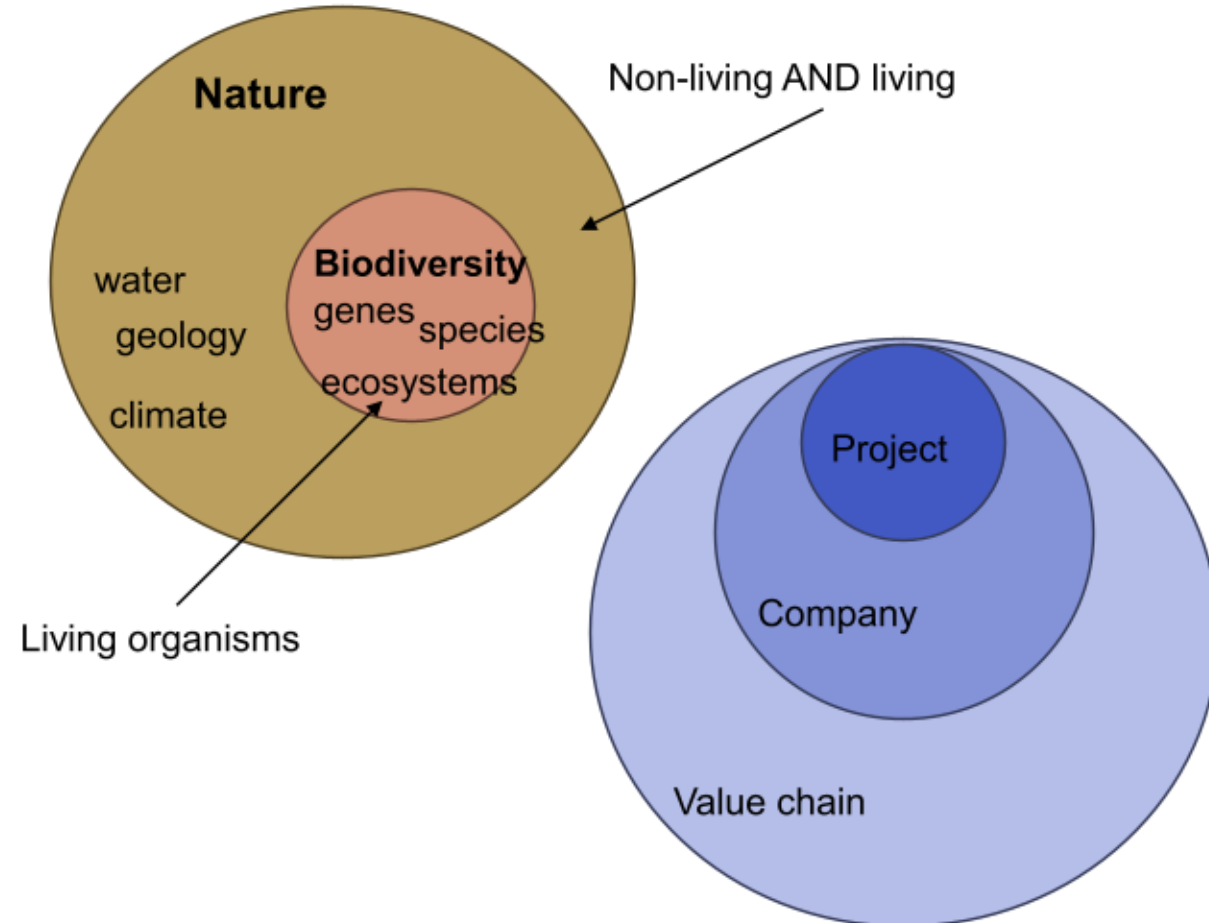 Nature
Non-living AND living
Biodiversity
water
genes
species
geology
ecosystems
climate
Living organisms
Project
Company
Value chain